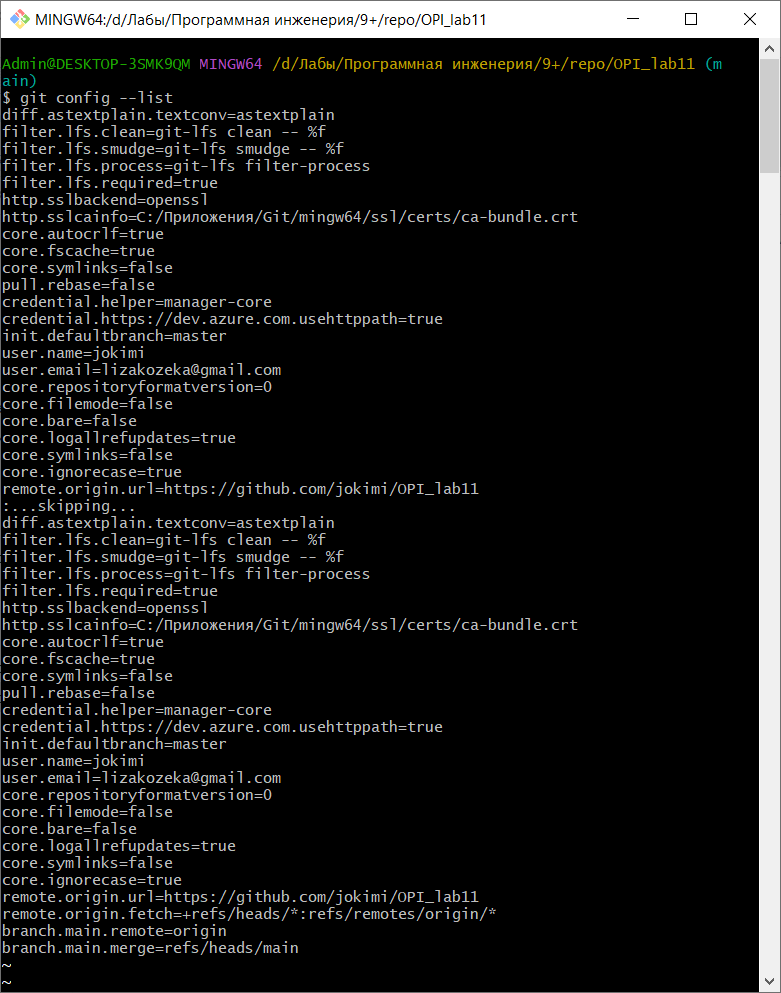 MINGW64:/d/Лабы/Программная инженерия/9+/repo/OPI_lab11
Admin@DESKTOP-3SMK9QM MINGW64 /d/Лабы/Программная инженерия/9+/repo/OPI_lab11 (m
ain)
$ git config --list
diff.astextplain.textconv=astextplain
filter.lfs.clean=git-lfs clean -- %f
filter.lfs.smudge=git-lfs smudge -- %f
filter.lfs.process=git-lfs filter-process
filter.lfs.required=true
http.sslbackend=openssl
http.sslcainfo=C:/Приложения/Git/mingw64/ssl/certs/ca-bundle.crt
core.autocrlf=true
core.fscache=true
core.symlinks=false
pull.rebase=false
credential.helper=manager-core
credential.https://dev.azure.com.usehttppath=true
init.defaultbranch=master
user.name=jokimi
user.email=lizakozeka@gmail.com
core.repositoryformatversion=0
core.filemode=false
core.bare=false
core.logallrefupdates=true
core.symlinks=false
core.ignorecase=true
remote.origin.url=https://github.com/jokimi/OPI_lab11
:...skipping...
diff.astextplain.textconv=astextplain
filter.lfs.clean=git-lfs clean -- %f
filter.lfs.smudge=git-lfs smudge -- %f
filter.lfs.process=git-lfs filter-process
filter.lfs.required=true
http.sslbackend=openssl
http.sslcainfo=C:/Приложения/Git/mingw64/ssl/certs/ca-bundle.crt
core.autocrlf=true
core.fscache=true
core.symlinks=false
pull.rebase=false
credential.helper=manager-core
credential.https://dev.azure.com.usehttppath=true
init.defaultbranch=master
user.name=jokimi
user.email=lizakozeka@gmail.com
core.repositoryformatversion=0
core.filemode=false
core.bare=false
core.logallrefupdates=true
core.symlinks=false
core.ignorecase=true
remote.origin.url=https://github.com/jokimi/OPI_lab11
remote.origin.fetch=+refs/heads/*:refs/remotes/origin/*
branch.main.remote=origin
branch.main.merge=refs/heads/main
~
~